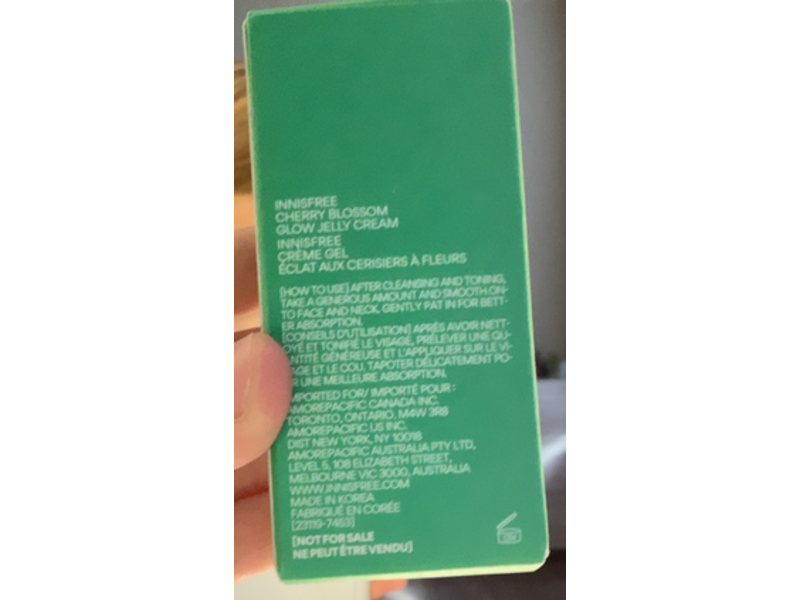 INNISFREE
CHERRY BLOSSOM
GLOW JELLY CREAM
INNISFREE
CRÈME GEL
ÉCLAT AUX CERISIERS À FLEURS
[HOW TO USE] AFTER CLEANSING AND TONING,
TAKE A GENEROUS AMOUNT AND SMOOTH ON-
TO FACE AND NECK. GENTLY PAT IN FOR BETT-
ER ABSORPTION.
[CONSEILS D'UTILISATION] APRÈS AVOIR NETT-
OYÉ ET TONIFIÉ LE VISAGE, PRÉLEVER UNE QU-
ANTITÉ GÉNÉREUSE ET L'APPLIQUER SUR LE VI-
AGE ET LE COU. TAPOTER DÉLICATEMENT PO-
R UNE MEILLEURE ABSORPTION.
MPORTED FOR/ IMPORTÉ POUR :
AMOREPACIFIC CANADA INC.
TORONTO, ONTARIO, M4W 3R8
AMOREPACIFIC US INC.
DIST NEW YORK, NY 10018
AMOREPACIFIC AUSTRALIA PTY LTD,
LEVEL 5, 108 ELIZABETH STREET,
MELBOURNE VIC 3000, AUSTRALIA
WWW.INNISFREE.COM
MADE IN KOREA
FABRIQUÉ EN CORÉE
[23119-7453]
[NOT FOR SALE
NE PEUT ÊTRE VENDU]